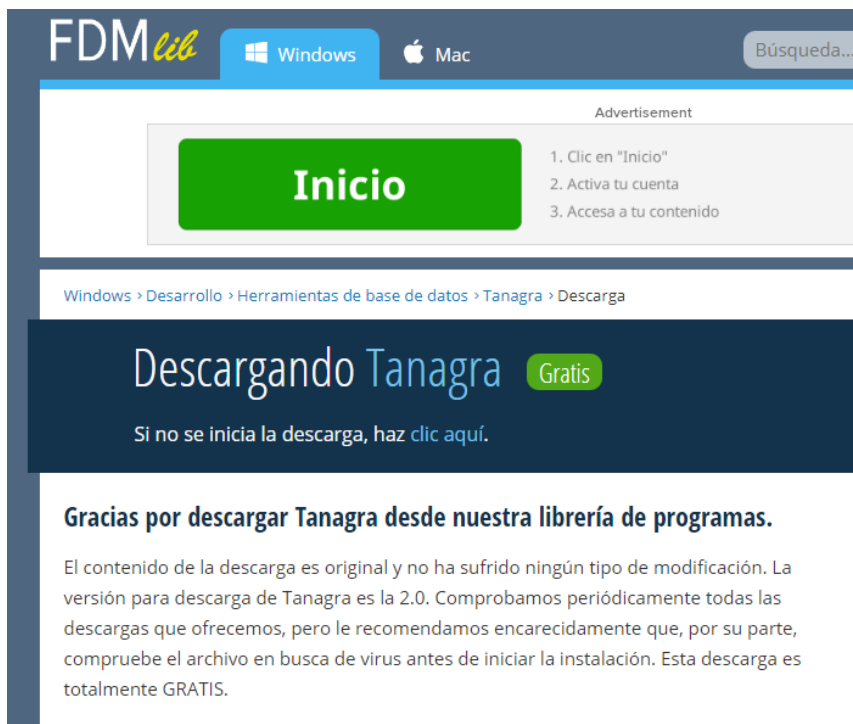 FDMlib
Windows
Mac
Búsqueda...
Advertisement
Inicio
1. Clic en "Inicio"
2. Activa tu cuenta
3. Accesa a tu contenido
Windows › Desarrollo › Herramientas de base de datos › Tanagra › Descarga
Descargando Tanagra Gratis
Si no se inicia la descarga, haz clic aquí.
Gracias por descargar Tanagra desde nuestra librería de programas.
El contenido de la descarga es original y no ha sufrido ningún tipo de modificación. La
versión para descarga de Tanagra es la 2.0. Comprobamos periódicamente todas las
descargas que ofrecemos, pero le recomendamos encarecidamente que, por su parte,
compruebe el archivo en busca de virus antes de iniciar la instalación. Esta descarga es
totalmente GRATIS.